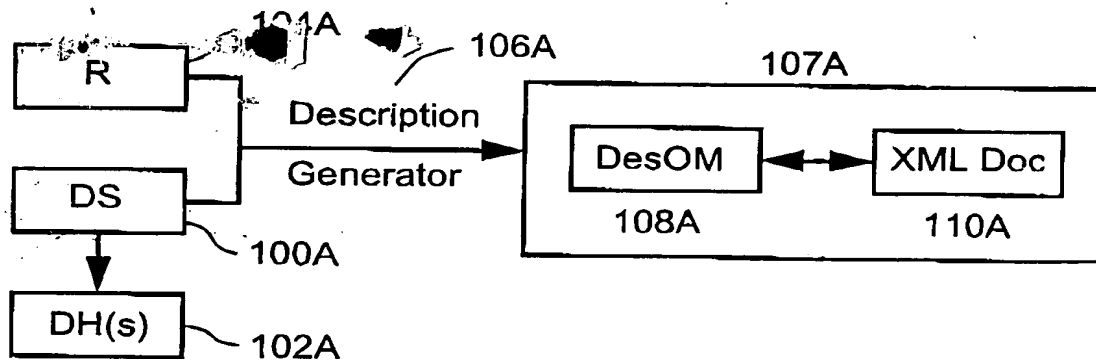 R
106A
107A
Description
Generator
DesOM
XML Doc
108A
110A
DS
100A
DH(s)
102A